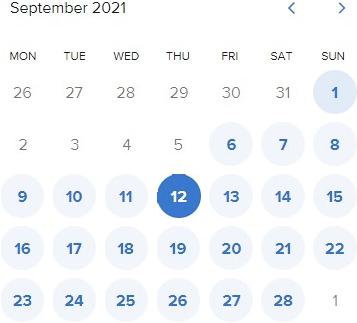 September 2021
MON TUE WED THU FRI SAT SUN
26 27 28 29 30 31 1
2 3 4 5 6 7 8
9 10 11 12 13 14 15
16 17 18 19 20 21 22
23 24 25 26 27 28 1